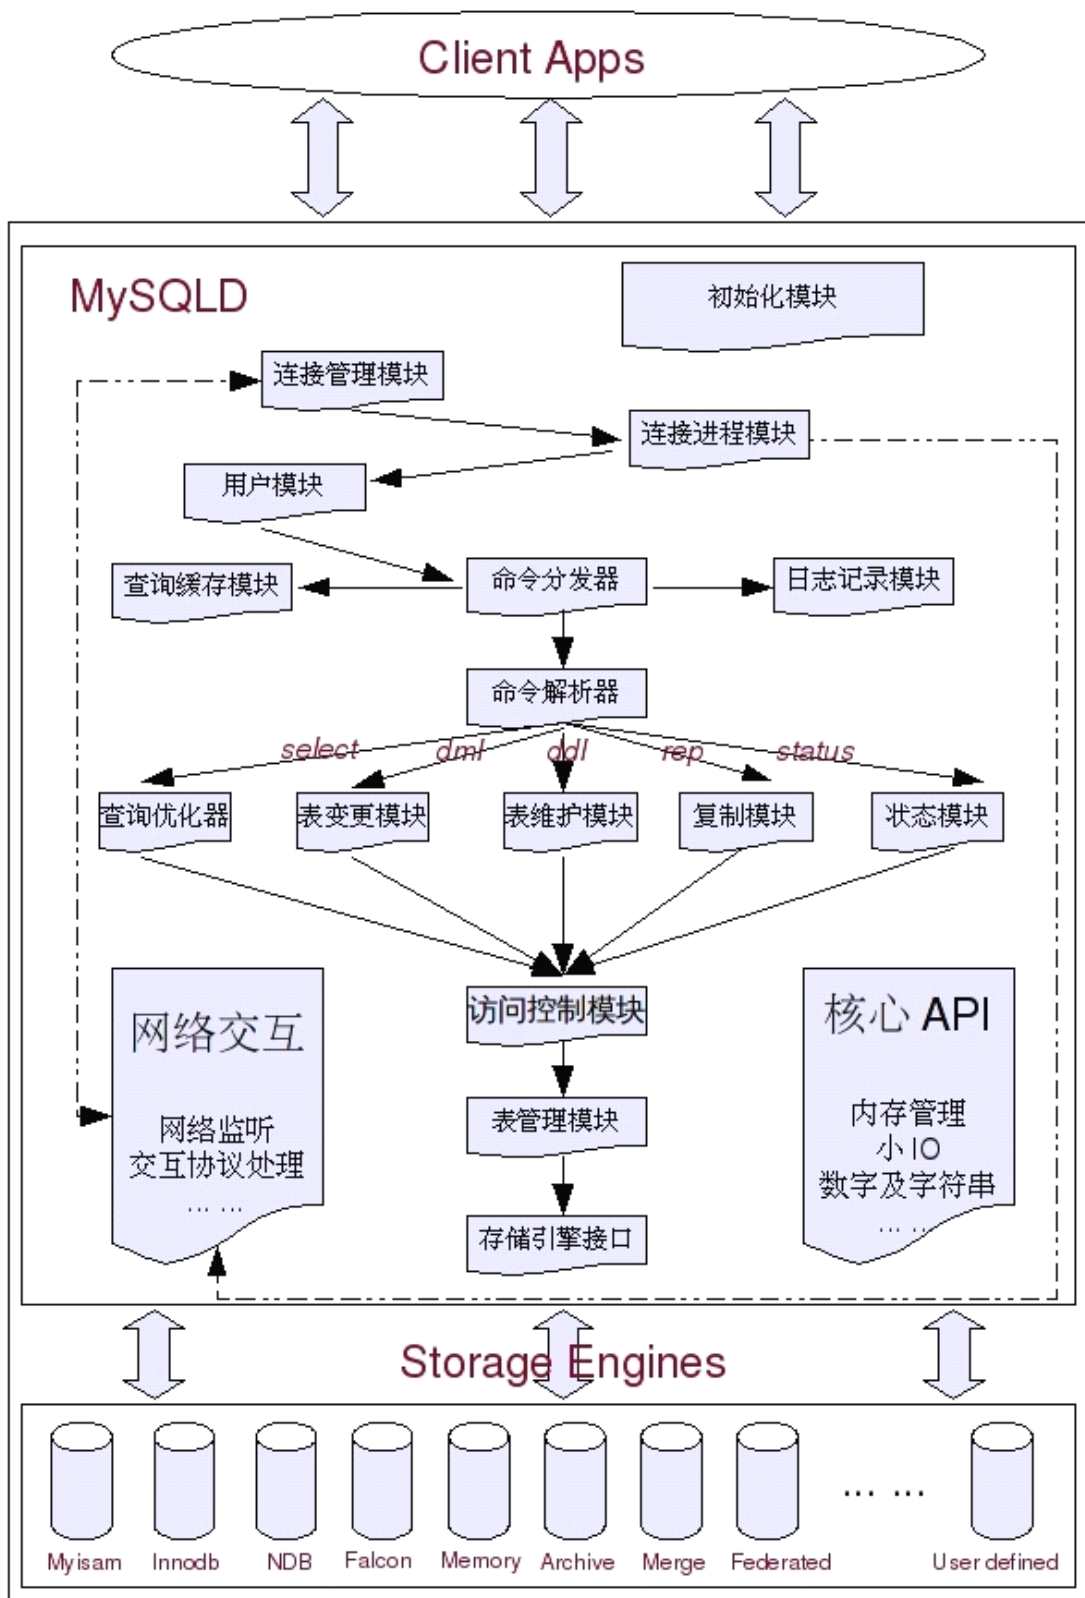 Client Apps
MySQLD
初始化模块
连接管理模块
连接进程模块
用户模块
查询缓存模块
命令分发器
日志记录模块
命令解析器
select
dml
ddl
rep
status
查询优化器
表变更模块
表维护模块
复制模块
状态模块
网络交互
网络监听
交互协议处理
... ...
访问控制模块
表管理模块
存储引擎接口
核心 API
内存管理
小 IO
数字及字符串
... ...
Storage Engines
Myisam
Innodb
NDB
Falcon
Memory
Archive
Merge
Federated
... ...
User defined